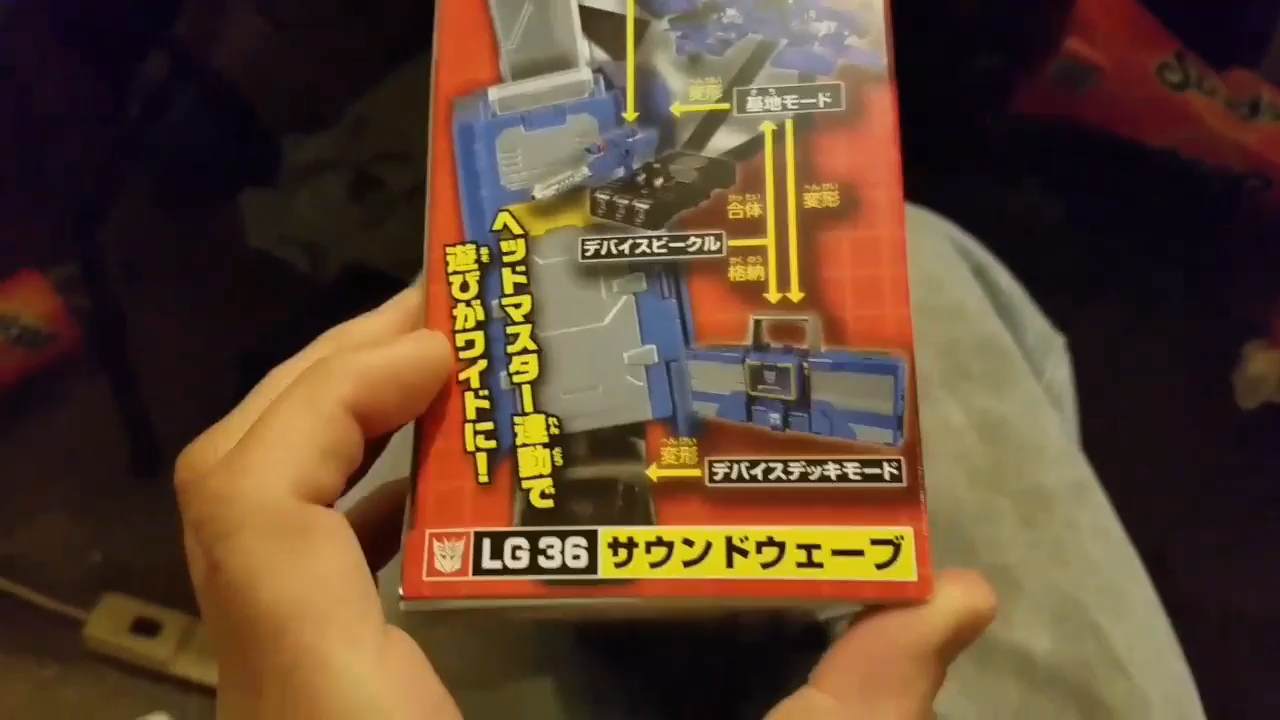 変形
基地モード
合体
変形
デバイスビークル
格納
ヘッドマスター連動で
遊びがワイドに!
変形
デバイスデッキモード
LG 36 サウンドウェーブ